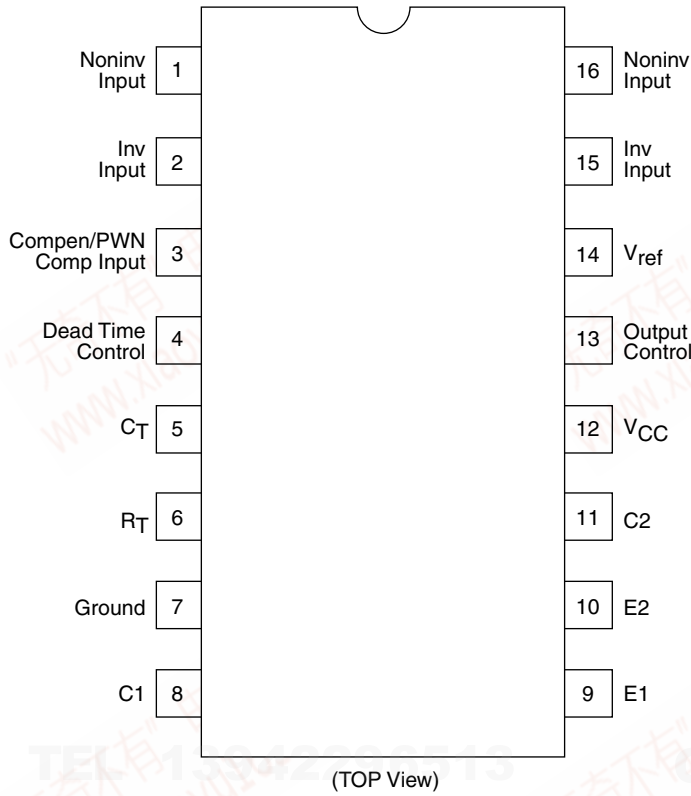 Noninv
Input
1
16
Noninv
Input
Inv
Input
2
15
Inv
Input
Compen/PWN
Comp Input
3
14
Vref
Dead Time
Control
4
13
Output
Control
CT
5
12
VCC
RT
6
11
C2
Ground
7
10
E2
C1
8
9
E1
TEL 13942296513
(TOP View)